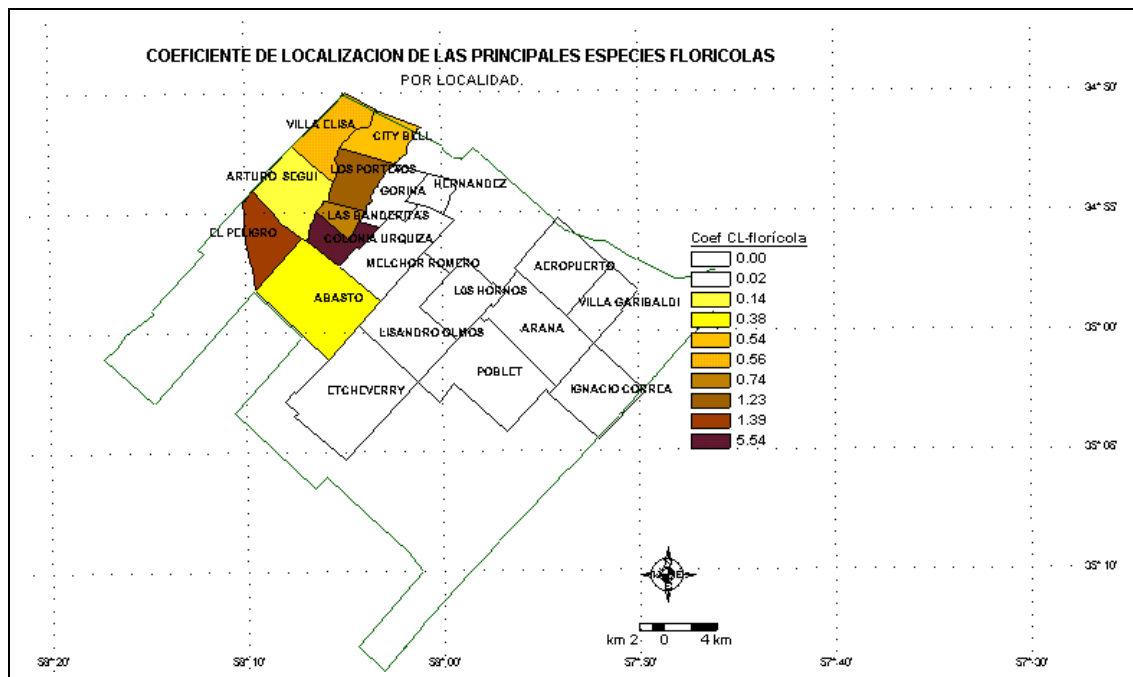 COEFICIENTE DE LOCALIZACION DE LAS PRINCIPALES ESPECIES FLORICOLAS
POR LOCALIDAD.
34° 50'
VILLA ELISA
CITY BELL
LOS PORTEÑOS
ARTURO SEGUI
HERNANDEZ
GORINA
34° 55'
LAS BANDERITAS
EL PELIGRO
COLONIA URQUIZA
MELCHOR ROMERO
AEROPUERTO
ABASTO
LOS HORNOS
VILLA GARIBALDI
LISANDRO OLMOS
ARANA
35° 00'
POBLET
ETCHEVERRY
IGNACIO CORREA
Coef CL-florícola
0.00
0.02
0.14
0.38
0.54
0.56
0.74
1.23
1.39
5.54
35° 05'
35° 10'
km 2 0 4 km
58° 20'
58° 10'
58° 00'
57° 50'
57° 40'
57° 30'